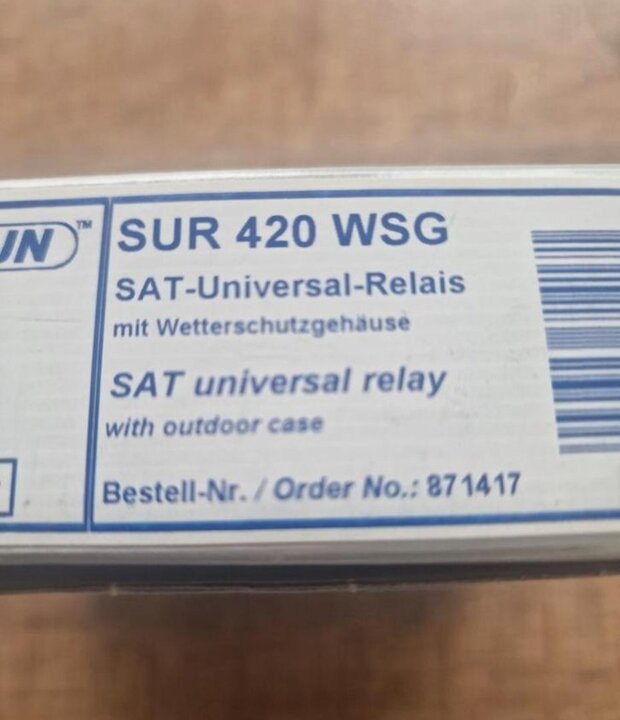 UN™
SUR 420 WSG
SAT-Universal-Relais
mit Wetterschutzgehäuse
SAT universal relay
with outdoor case
Bestell-Nr. / Order No.: 871417